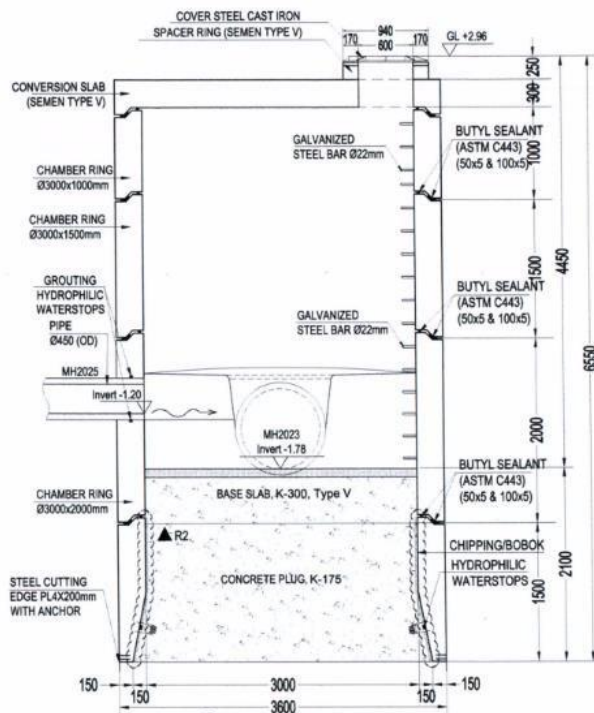 COVER STEEL CAST IRON
SPACER RING (SEMEN TYPE V)
940
170
600
170
GL +2.96
250
300
CONVERSION SLAB
(SEMEN TYPE V)
GALVANIZED
STEEL BAR Ø22mm
BUTYL SEALANT
(ASTM C443)
(50x5 & 100x5)
1000
CHAMBER RING
Ø3000x1000mm
CHAMBER RING
Ø3000x1500mm
1500
4450
6550
GROUTING
HYDROPHILIC
WATERSTOPS
PIPE
Ø450 (OD)
MH2025
Invert -1.20
GALVANIZED
STEEL BAR Ø22mm
BUTYL SEALANT
(ASTM C443)
(50x5 & 100x5)
2000
MH2023
Invert -1.78
CHAMBER RING
Ø3000x2000mm
BASE SLAB, K-300, Type V
BUTYL SEALANT
(ASTM C443)
(50x5 & 100x5)
R2
CHIPPING/BOBOK
HYDROPHILIC
WATERSTOPS
CONCRETE PLUG, K-175
1500
2100
STEEL CUTTING
EDGE PL4X200mm
WITH ANCHOR
150
150
3000
150
150
3600